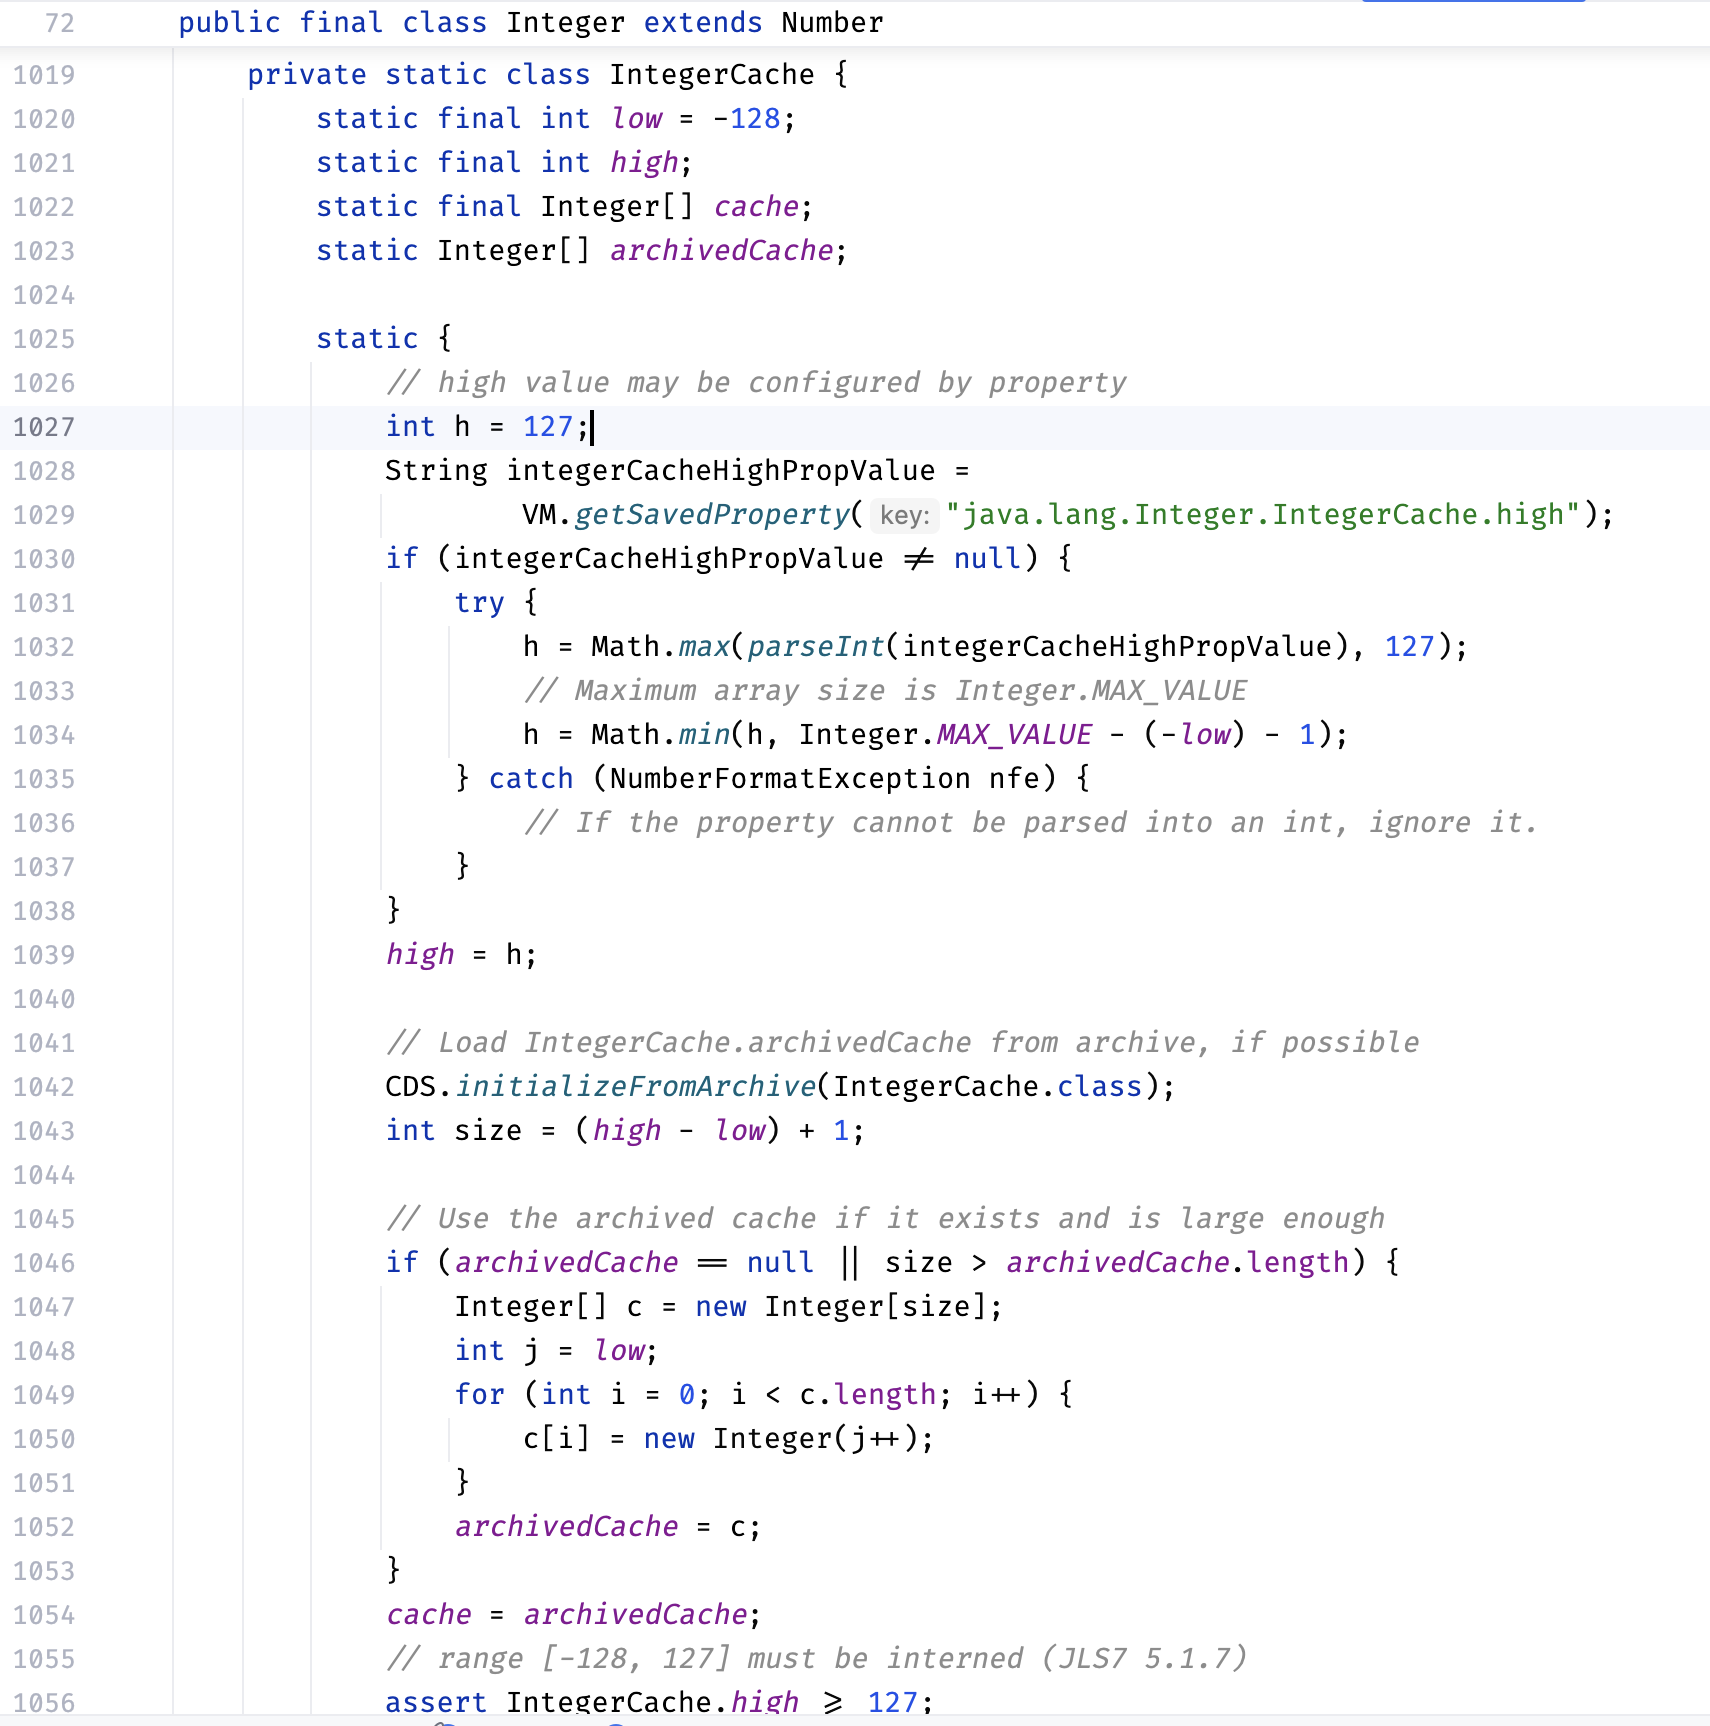 72 public final class Integer extends Number
1019 private static class IntegerCache {
1020 static final int low = -128;
1021 static final int high;
1022 static final Integer[] cache;
1023 static Integer[] archivedCache;
1024
1025 static {
1026 // high value may be configured by property
1027 int h = 127;
1028 String integerCacheHighPropValue =
1029 VM.getSavedProperty( key: "java.lang.Integer.IntegerCache.high");
1030 if (integerCacheHighPropValue ≠ null) {
1031 try {
1032 h = Math.max(parseInt(integerCacheHighPropValue), 127);
1033 // Maximum array size is Integer.MAX_VALUE
1034 h = Math.min(h, Integer.MAX_VALUE - (-low) - 1);
1035 } catch (NumberFormatException nfe) {
1036 // If the property cannot be parsed into an int, ignore it.
1037 }
1038 }
1039 high = h;
1040
1041 // Load IntegerCache.archivedCache from archive, if possible
1042 CDS.initializeFromArchive(IntegerCache.class);
1043 int size = (high - low) + 1;
1044
1045 // Use the archived cache if it exists and is large enough
1046 if (archivedCache == null || size > archivedCache.length) {
1047 Integer[] c = new Integer[size];
1048 int j = low;
1049 for (int i = 0; i < c.length; i++) {
1050 c[i] = new Integer(j++);
1051 }
1052 archivedCache = c;
1053 }
1054 cache = archivedCache;
1055 // range [-128, 127] must be interned (JLS7 5.1.7)
1056 assert IntegerCache.high ⩾ 127;